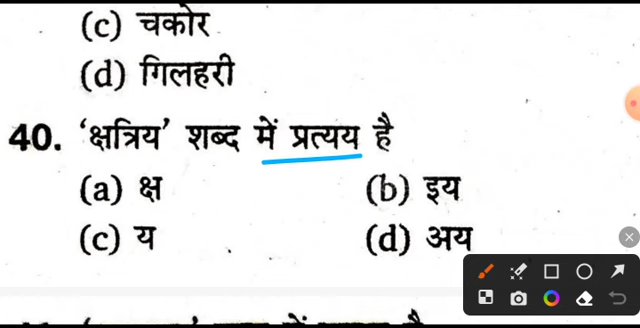 (c) चकोर
(d) गिलहरी
40. ‘क्षत्रिय’ शब्द में प्रत्यय है
(a) क्ष (b) इय
(c) य (d) अय